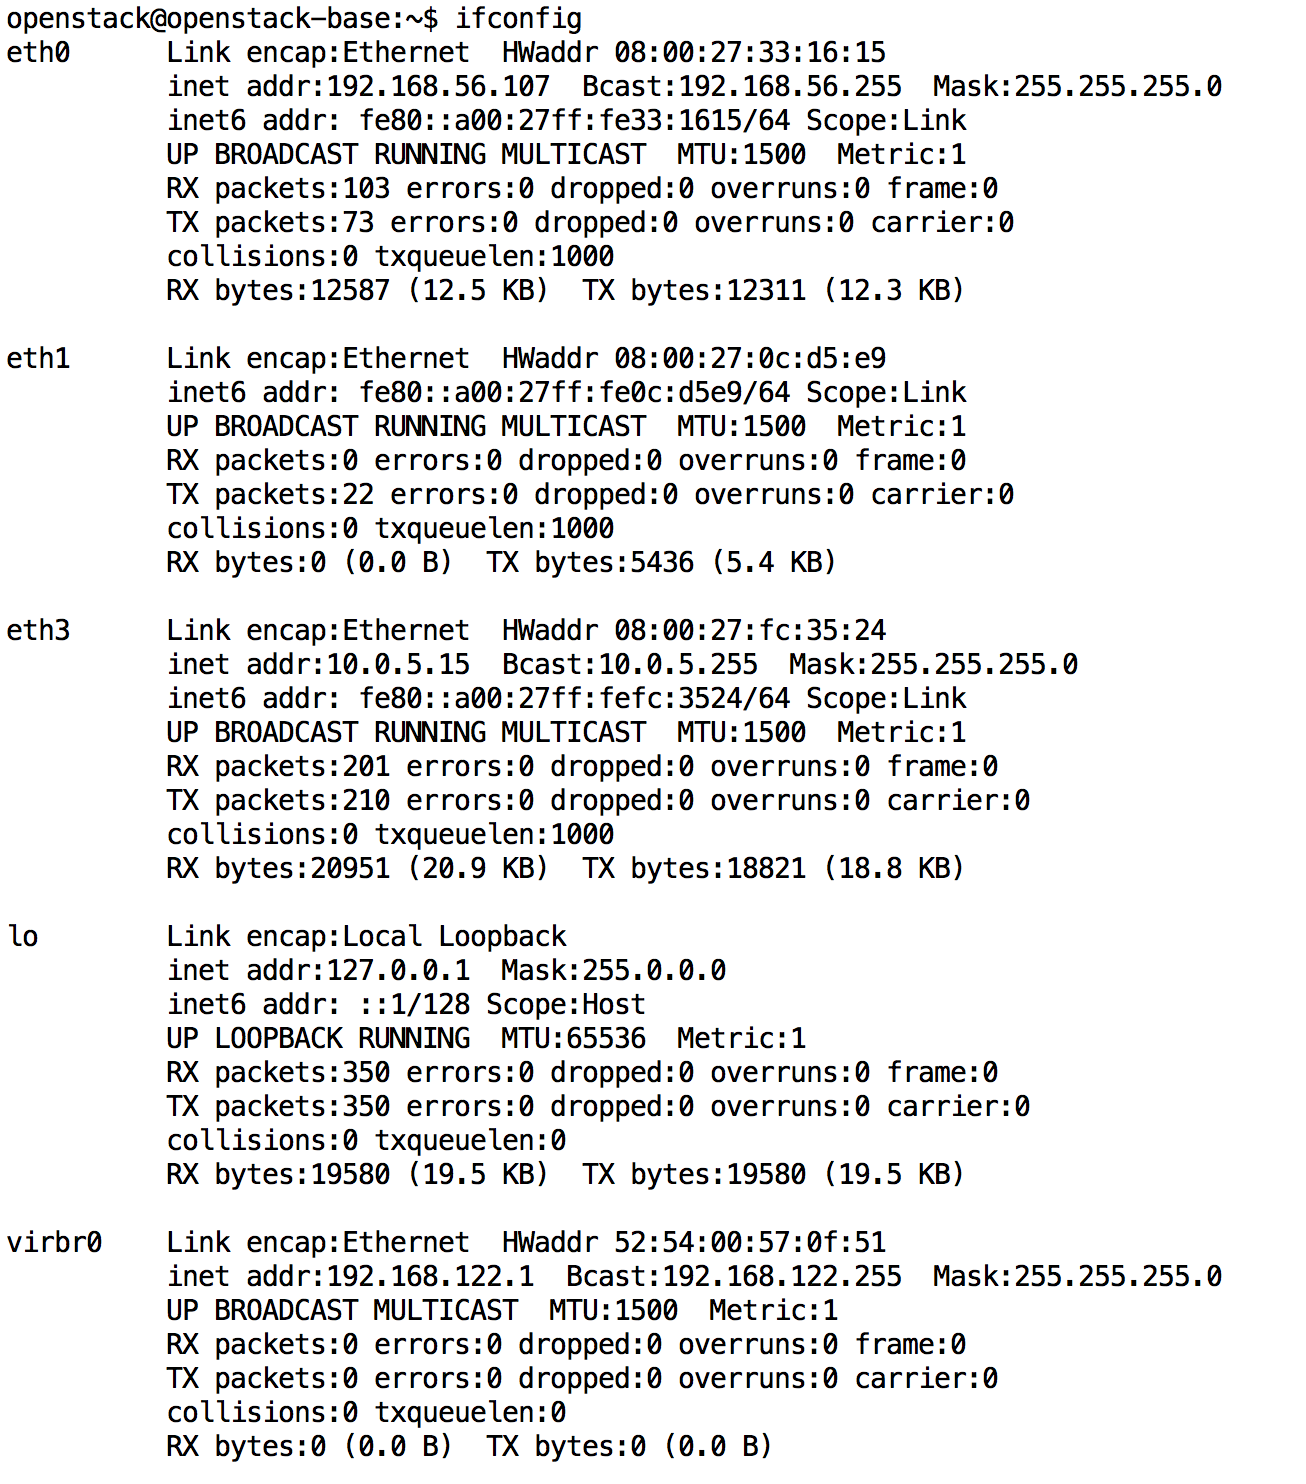 openstack@openstack-base:~$ ifconfig
eth0      Link encap:Ethernet  HWaddr 08:00:27:33:16:15
          inet addr:192.168.56.107  Bcast:192.168.56.255  Mask:255.255.255.0
          inet6 addr: fe80::a00:27ff:fe33:1615/64 Scope:Link
          UP BROADCAST RUNNING MULTICAST  MTU:1500  Metric:1
          RX packets:103 errors:0 dropped:0 overruns:0 frame:0
          TX packets:73 errors:0 dropped:0 overruns:0 carrier:0
          collisions:0 txqueuelen:1000
          RX bytes:12587 (12.5 KB)  TX bytes:12311 (12.3 KB)

eth1      Link encap:Ethernet  HWaddr 08:00:27:0c:d5:e9
          inet6 addr: fe80::a00:27ff:fe0c:d5e9/64 Scope:Link
          UP BROADCAST RUNNING MULTICAST  MTU:1500  Metric:1
          RX packets:0 errors:0 dropped:0 overruns:0 frame:0
          TX packets:22 errors:0 dropped:0 overruns:0 carrier:0
          collisions:0 txqueuelen:1000
          RX bytes:0 (0.0 B)  TX bytes:5436 (5.4 KB)

eth3      Link encap:Ethernet  HWaddr 08:00:27:fc:35:24
          inet addr:10.0.5.15  Bcast:10.0.5.255  Mask:255.255.255.0
          inet6 addr: fe80::a00:27ff:fefc:3524/64 Scope:Link
          UP BROADCAST RUNNING MULTICAST  MTU:1500  Metric:1
          RX packets:201 errors:0 dropped:0 overruns:0 frame:0
          TX packets:210 errors:0 dropped:0 overruns:0 carrier:0
          collisions:0 txqueuelen:1000
          RX bytes:20951 (20.9 KB)  TX bytes:18821 (18.8 KB)

lo        Link encap:Local Loopback
          inet addr:127.0.0.1  Mask:255.0.0.0
          inet6 addr: ::1/128 Scope:Host
          UP LOOPBACK RUNNING  MTU:65536  Metric:1
          RX packets:350 errors:0 dropped:0 overruns:0 frame:0
          TX packets:350 errors:0 dropped:0 overruns:0 carrier:0
          collisions:0 txqueuelen:0
          RX bytes:19580 (19.5 KB)  TX bytes:19580 (19.5 KB)

virbr0    Link encap:Ethernet  HWaddr 52:54:00:57:0f:51
          inet addr:192.168.122.1  Bcast:192.168.122.255  Mask:255.255.255.0
          UP BROADCAST MULTICAST  MTU:1500  Metric:1
          RX packets:0 errors:0 dropped:0 overruns:0 frame:0
          TX packets:0 errors:0 dropped:0 overruns:0 carrier:0
          collisions:0 txqueuelen:0
          RX bytes:0 (0.0 B)  TX bytes:0 (0.0 B)